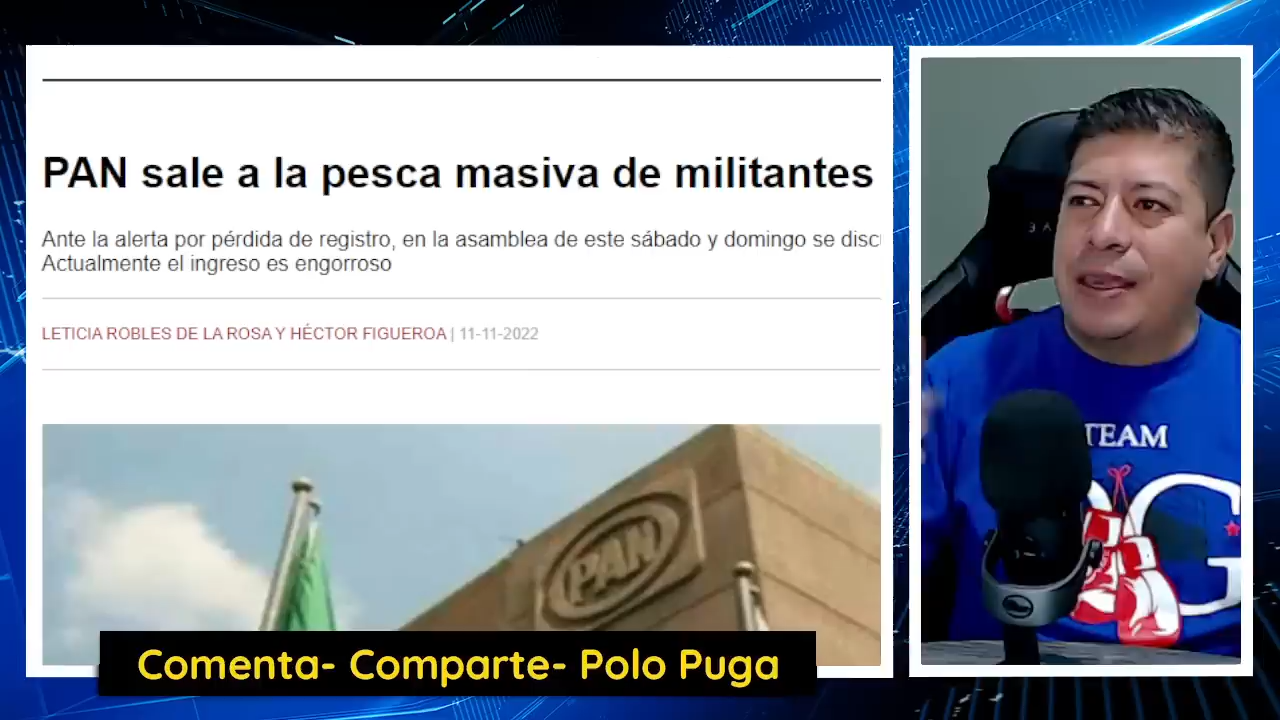 PAN sale a la pesca masiva de militantes
Ante la alerta por pérdida de registro, en la asamblea de este sábado y domingo se
Actualmente el ingreso es engorroso
LETICIA ROBLES DE LA ROSA Y HÉCTOR FIGUEROA | 11-11-2022
PAN
TEAM
Comenta- Comparte- Polo Puga